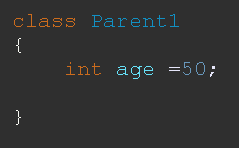 class Parent1
{
int age =50;
}